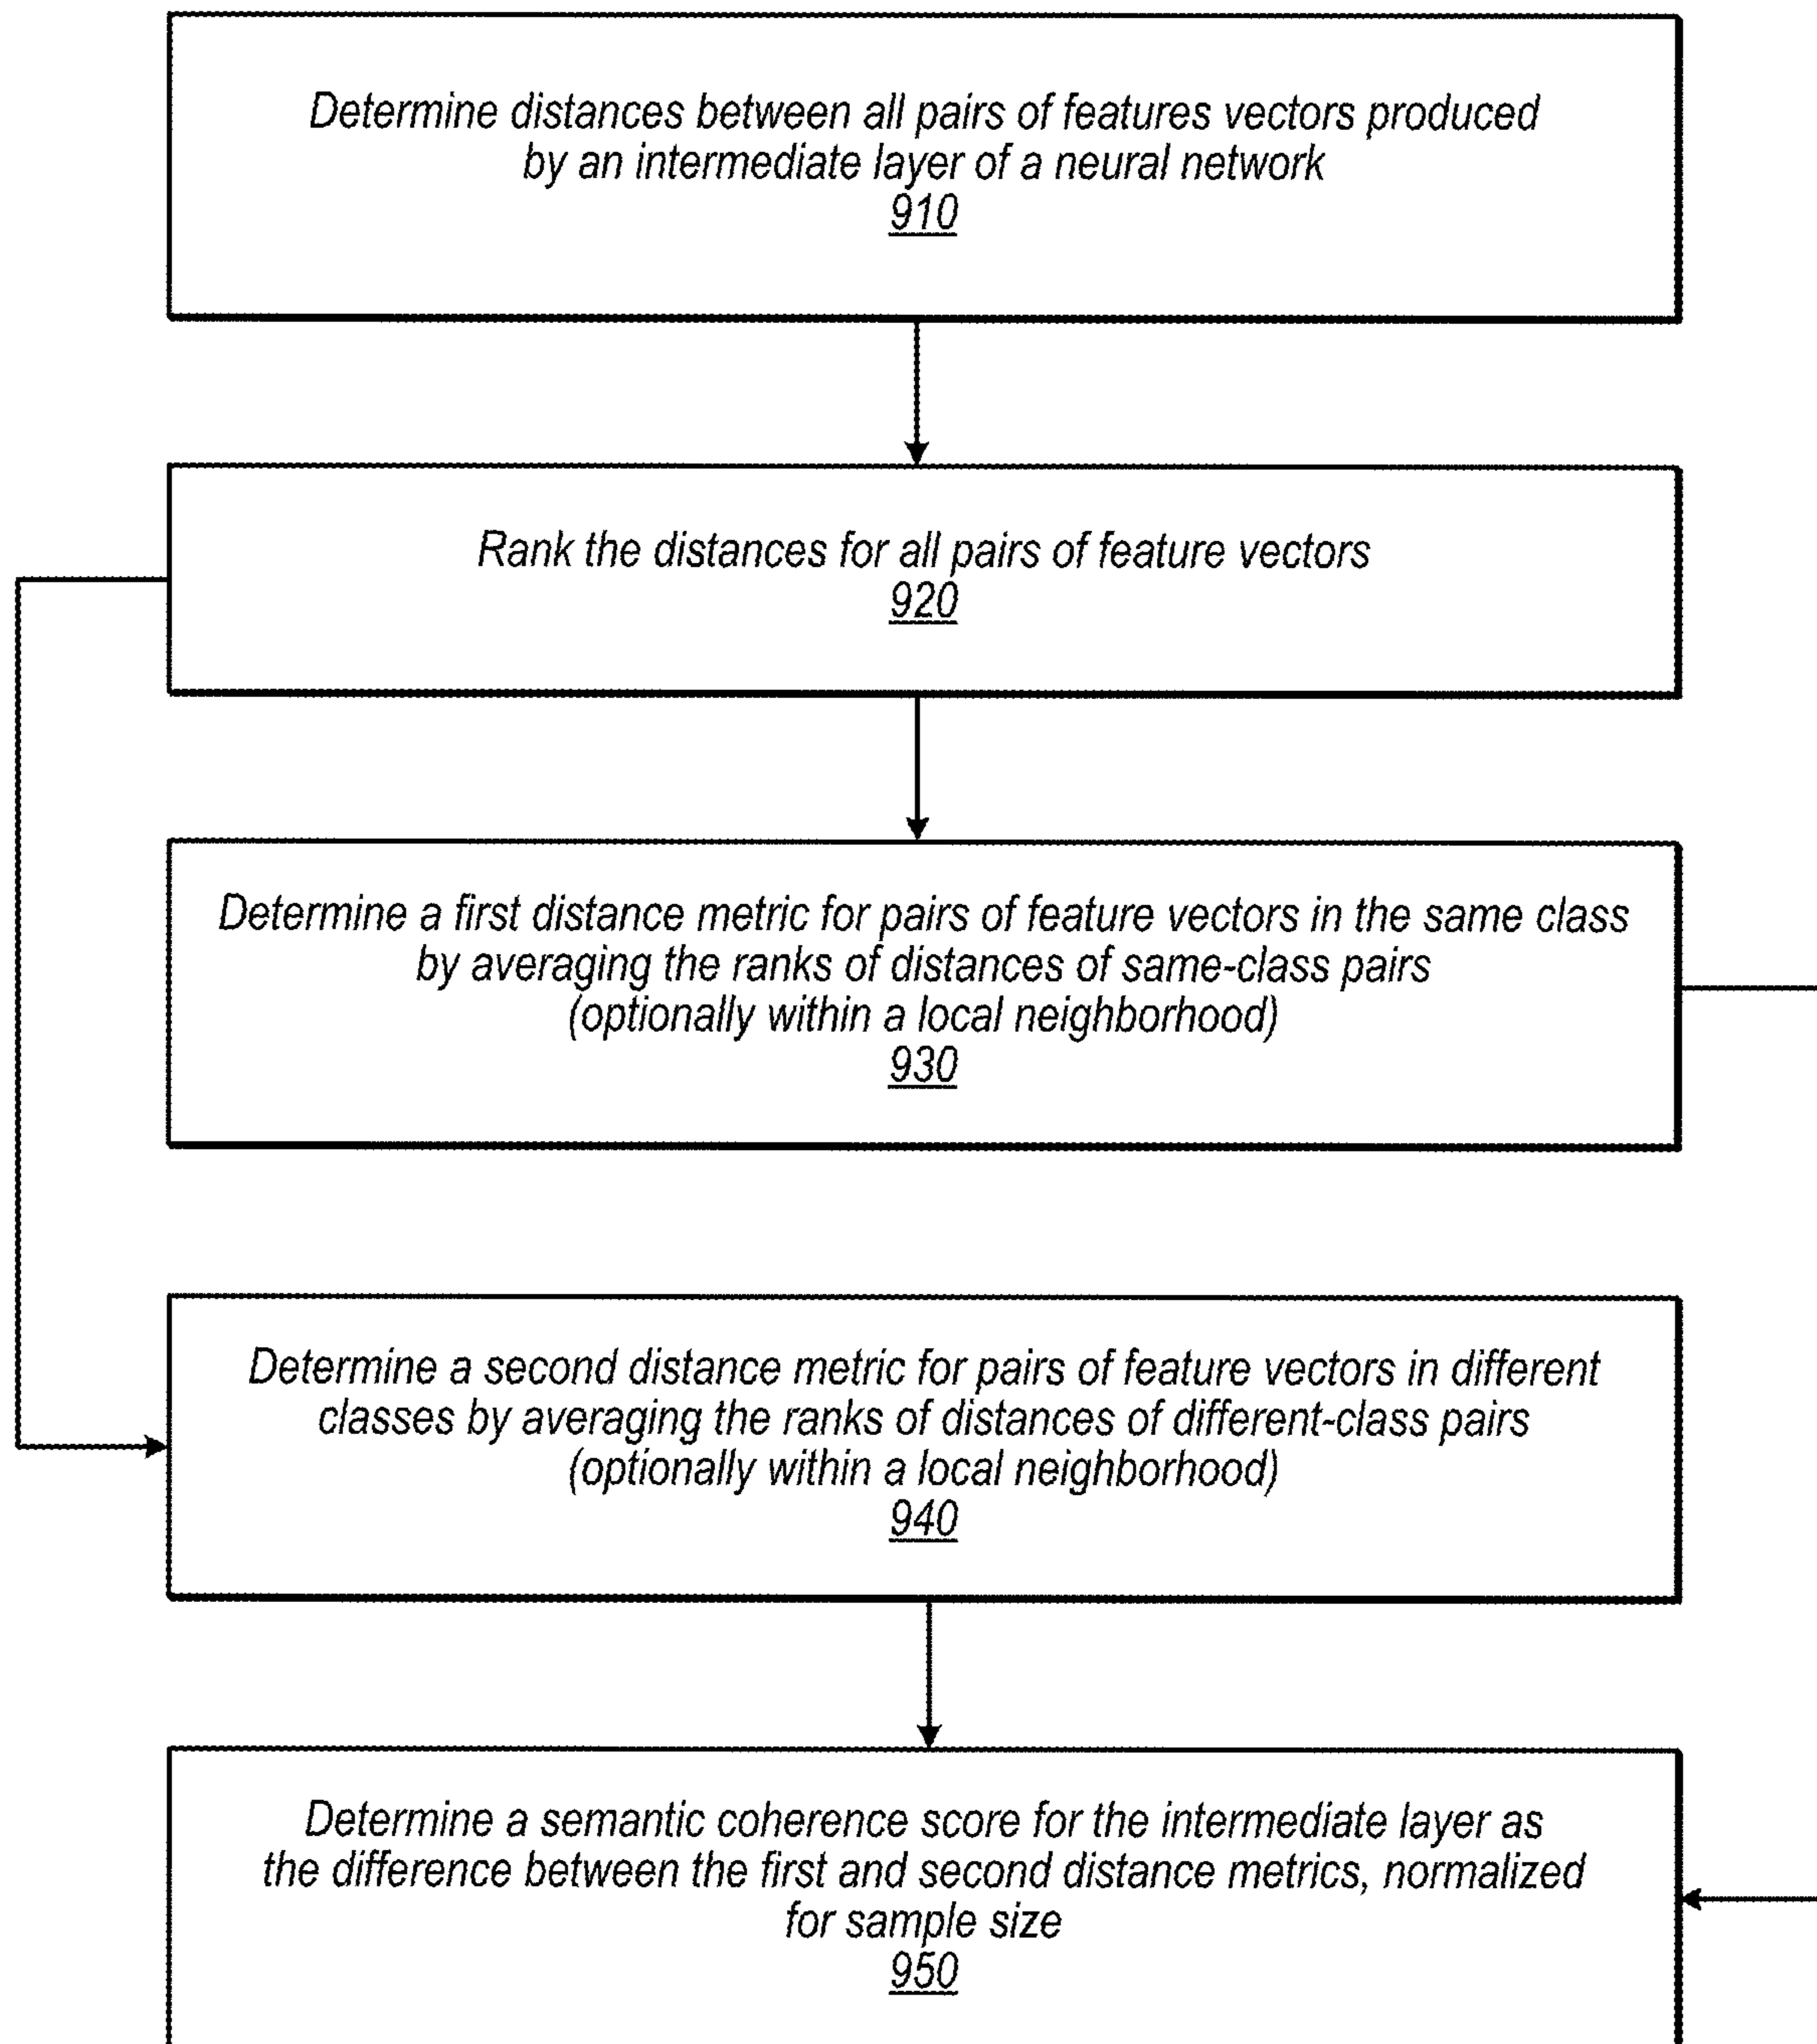 Determine distances between all pairs of features vectors produced
by an intermediate layer of a neural network
910
Rank the distances for all pairs of feature vectors
920
Determine a first distance metric for pairs of feature vectors in the same class
by averaging the ranks of distances of same-class pairs
(optionally within a local neighborhood)
930
Determine a second distance metric for pairs of feature vectors in different
classes by averaging the ranks of distances of different-class pairs
(optionally within a local neighborhood)
940
Determine a semantic coherence score for the intermediate layer as
the difference between the first and second distance metrics, normalized
for sample size
950